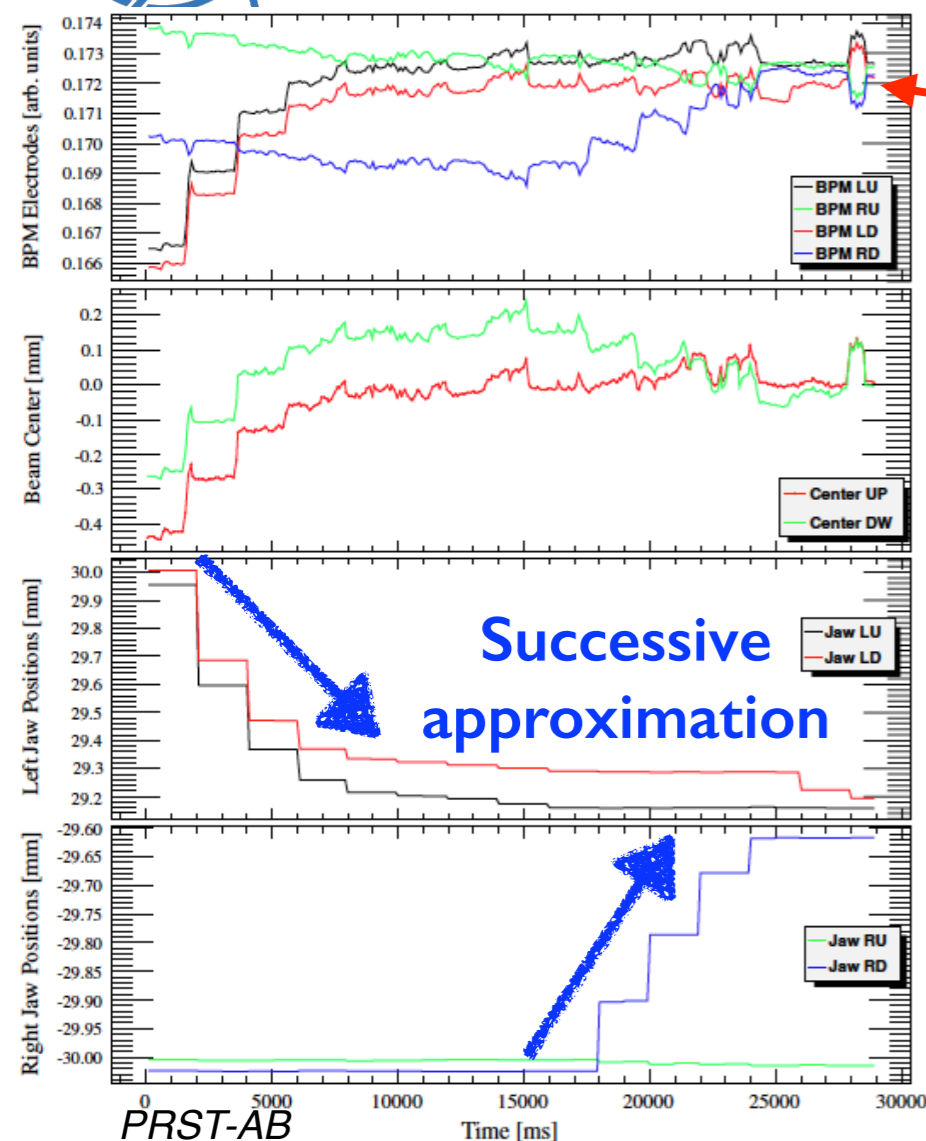 BPM Electrodes [arb. units]
0.174
0.173
0.172
0.171
0.170
0.169
0.168
0.167
0.166
BPM LU
BPM RU
BPM LD
BPM RD
Beam Center [mm]
0.2
0.1
0.0
-0.1
-0.2
-0.3
-0.4
Center UP
Center DW
Left Jaw Positions [mm]
30.0
29.9
29.8
29.7
29.6
29.5
29.4
29.3
29.2
Successive
approximation
Jaw LU
Jaw LD
Right Jaw Positions [mm]
-29.60
-29.65
-29.70
-29.75
-29.80
-29.85
-29.90
-29.95
-30.00
Jaw RU
Jaw RD
0 5000 10000 15000 20000 25000 30000
PRST-AB
Time [ms]